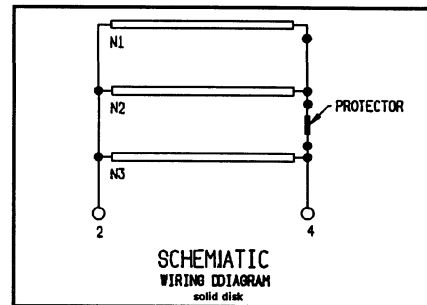 N1
N2
PROTECTOR
N3
2
4
SCHEMIATIC
WIRING DDIAGRAM
solid disk